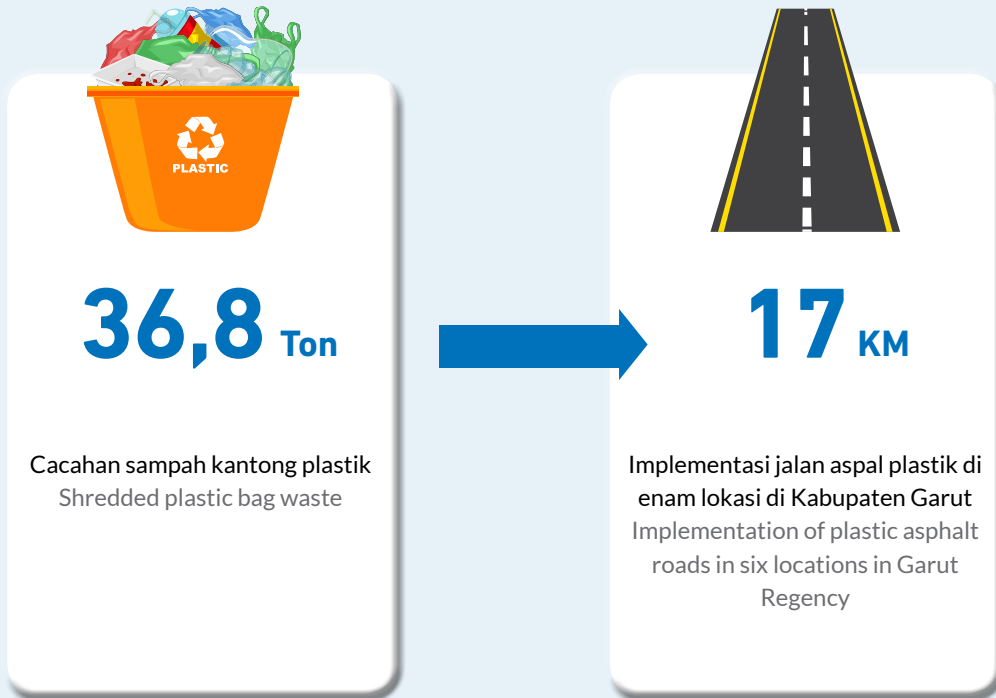 PLASTIC
36,8 Ton
Cacahan sampah kantong plastik
Shredded plastic bag waste
17 KM
Implementasi jalan aspal plastik di
enam lokasi di Kabupaten Garut
Implementation of plastic asphalt
roads in six locations in Garut
Regency